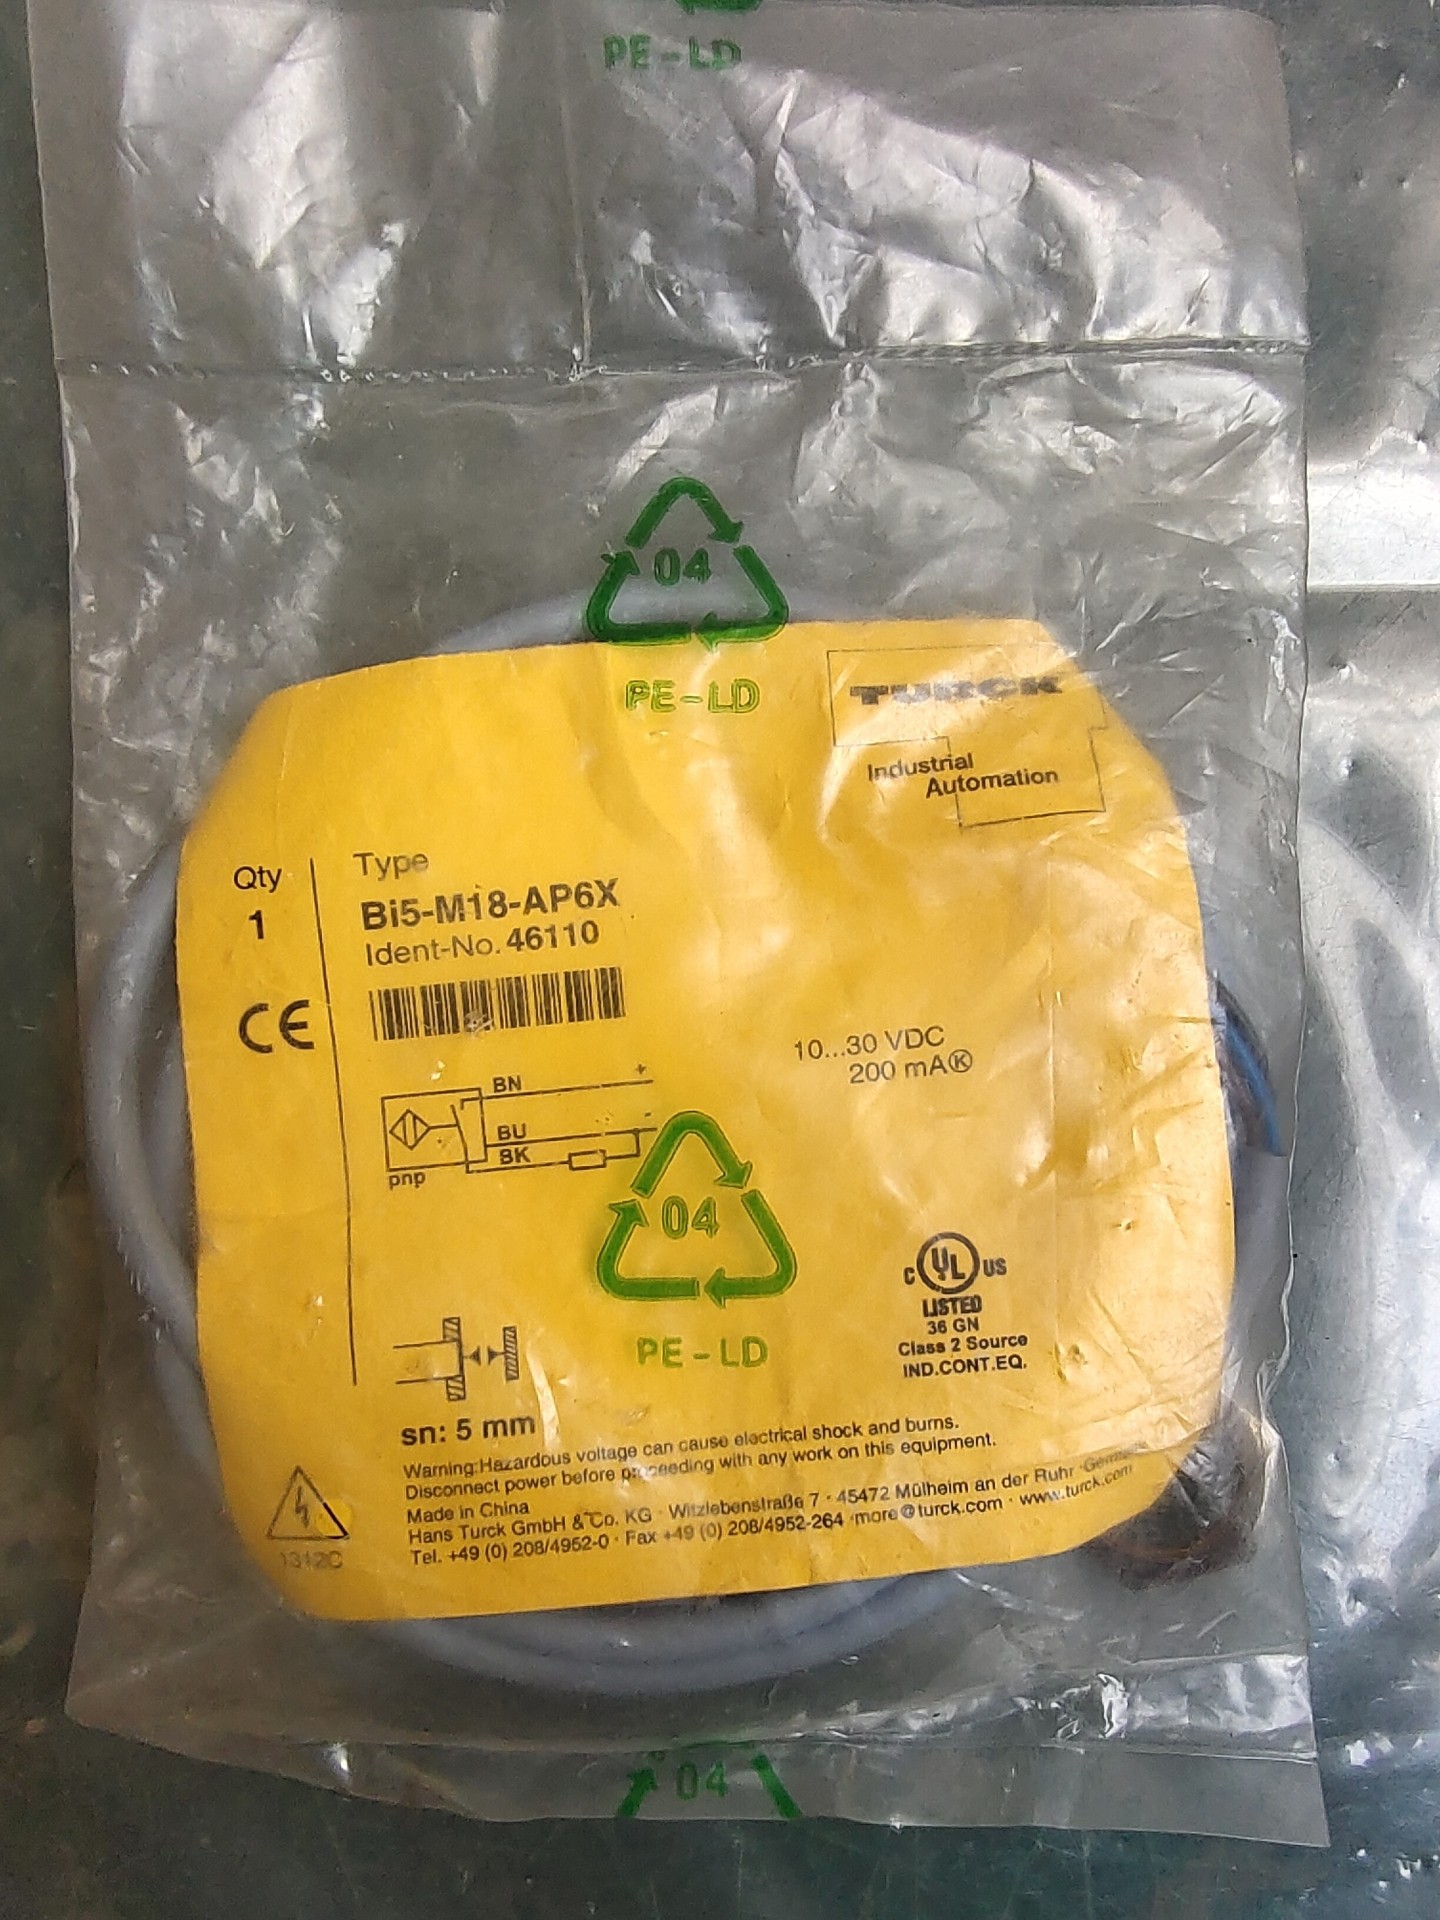 PE-LD
04
PE-LD
TURCK
Industrial
Automation
Qty
1
Type
Bi5-M18-AP6X
Ident-No. 46110
CE
10...30 VDC
200 mAⓀ
BN
+
BU
-
BK
pnp
04
PE-LD
C UL US
LISTED
36 GN
Class 2 Source
IND.CONT.EQ.
sn: 5 mm
Warning:Hazardous voltage can cause electrical shock and burns.
Disconnect power before proceeding with any work on this equipment.
Made in China
Hans Turck GmbH & Co. KG · Witzlebenstraße 7 · 45472 Mülheim an der Ruhr ·
Tel. +49 (0) 208/4952-0 · Fax +49 (0) 208/4952-264 ·more@turck.com · www.turck.com
1312C
04